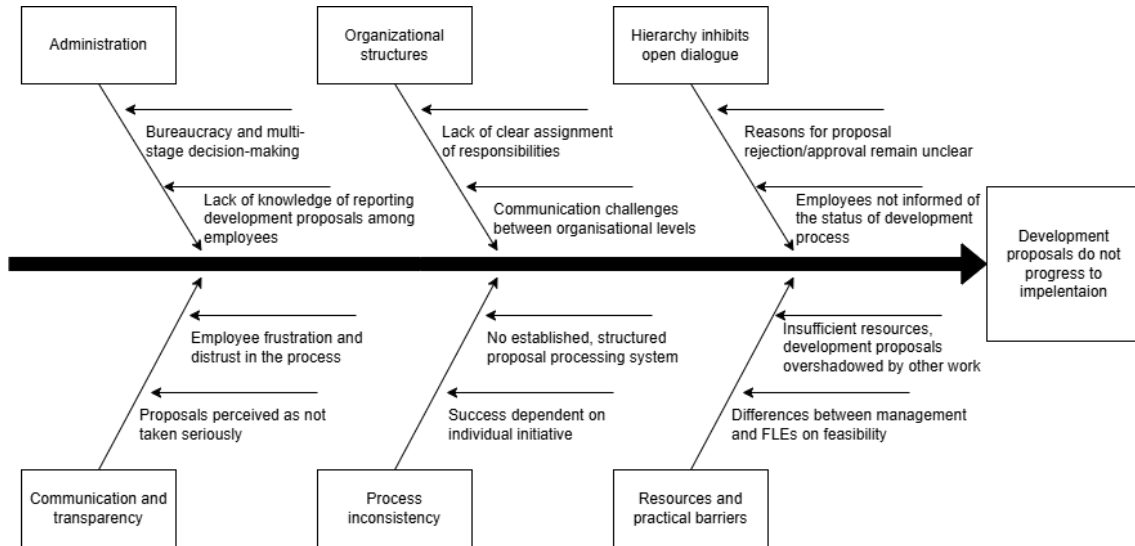 Administration
Organizational
structures
Hierarchy inhibits
open dialogue
Bureaucracy and multi-
stage decision-making
Lack of clear assignment
of responsibilities
Reasons for proposal
rejection/approval remain unclear
Lack of knowledge of reporting
development proposals among
employees
Communication challenges
between organisational levels
Employees not informed of
the status of development
process
Development
proposals do not
progress to
impelentaion
Employee frustration and
distrust in the process
No established, structured
proposal processing system
Insufficient resources,
development proposals
overshadowed by other work
Proposals perceived as not
taken seriously
Success dependent on
individual initiative
Differences between management
and FLEs on feasibility
Communication and
transparency
Process
inconsistency
Resources and
practical barriers